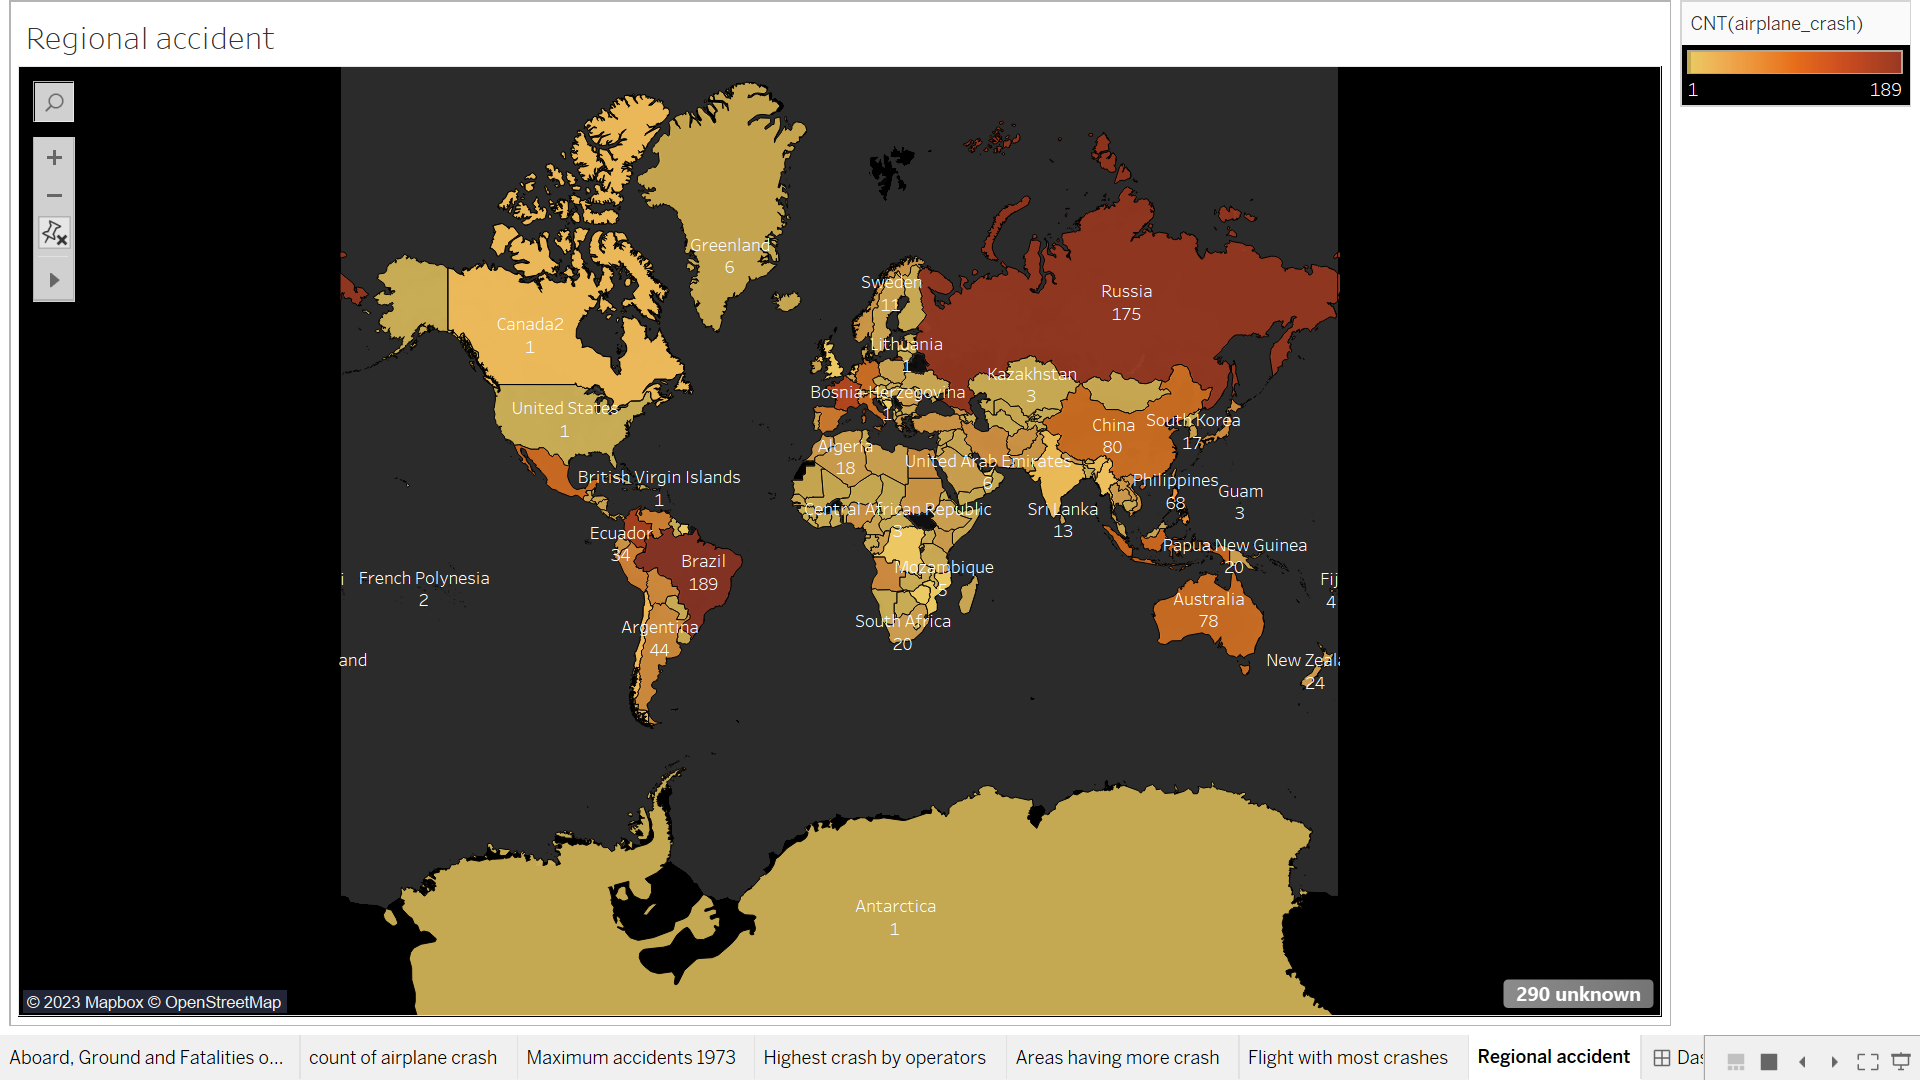 Regional accident
CNT(airplane_crash)
1 189
Greenland
6
Sweden
11
Russia
175
Canada2
1
Lithuania
1
Kazakhstan
3
Bosnia-Herzegovina
1
United States
1
China
80
South Korea
17
Algeria
18
United Arab Emirates
6
British Virgin Islands
1
Philippines
68
Guam
3
Central African Republic
3
Sri Lanka
13
Ecuador
34
Brazil
189
Papua New Guinea
20
Mozambique
5
i
French Polynesia
2
Fij
4
Australia
78
South Africa
20
Argentina
44
and
New Zeala
24
Antarctica
1
© 2023 Mapbox © OpenStreetMap
290 unknown
Aboard, Ground and Fatalities o... count of airplane crash Maximum accidents 1973 Highest crash by operators Areas having more crash Flight with most crashes Regional accident Das